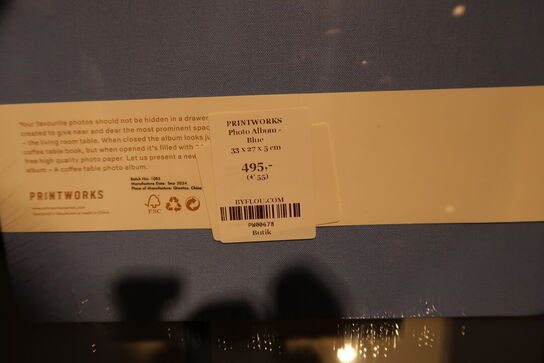 Your favourite photos should not be hidden in a drawer
created to give near and dear the most prominent spac
– the living room table. When closed the album looks ju
coffee table book, but when opened it's filled with
free high quality photo paper. Let us present a new
album – A coffee table photo album.
PRINTWORKS
Batch No: 1082
Manufacture Date: Sep 2024
Place of Manufacture: Qingdao, China
FSC
PRINTWORKS
Photo Album -
Blue
33 x 27 x 5 cm
495,-
(€ 55)
BYFLOU.COM
PW00678
Butik